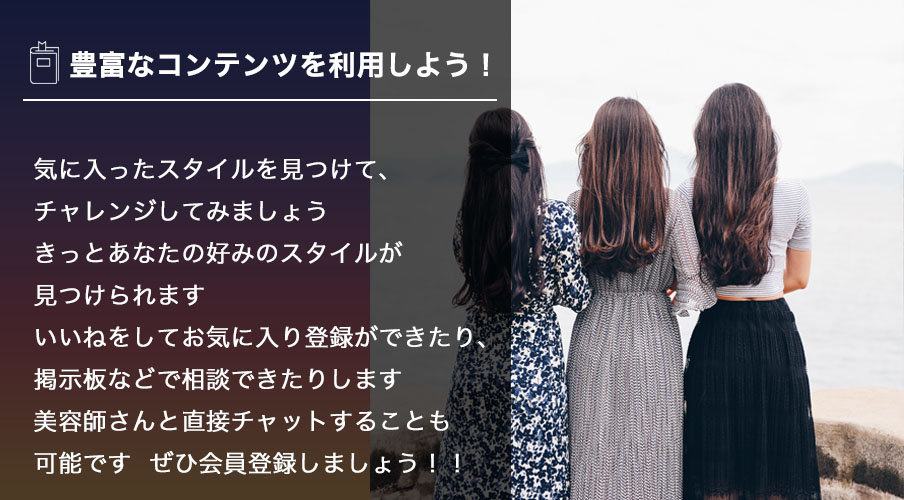 豊富なコンテンツを利用しよう！
気に入ったスタイルを見つけて、
チャレンジしてみましょう
きっとあなたの好みのスタイルが
見つけられます
いいねをしてお気に入り登録ができたり、
掲示板などで相談できたりします
美容師さんと直接チャットすることも
可能です ぜひ会員登録しましょう！！